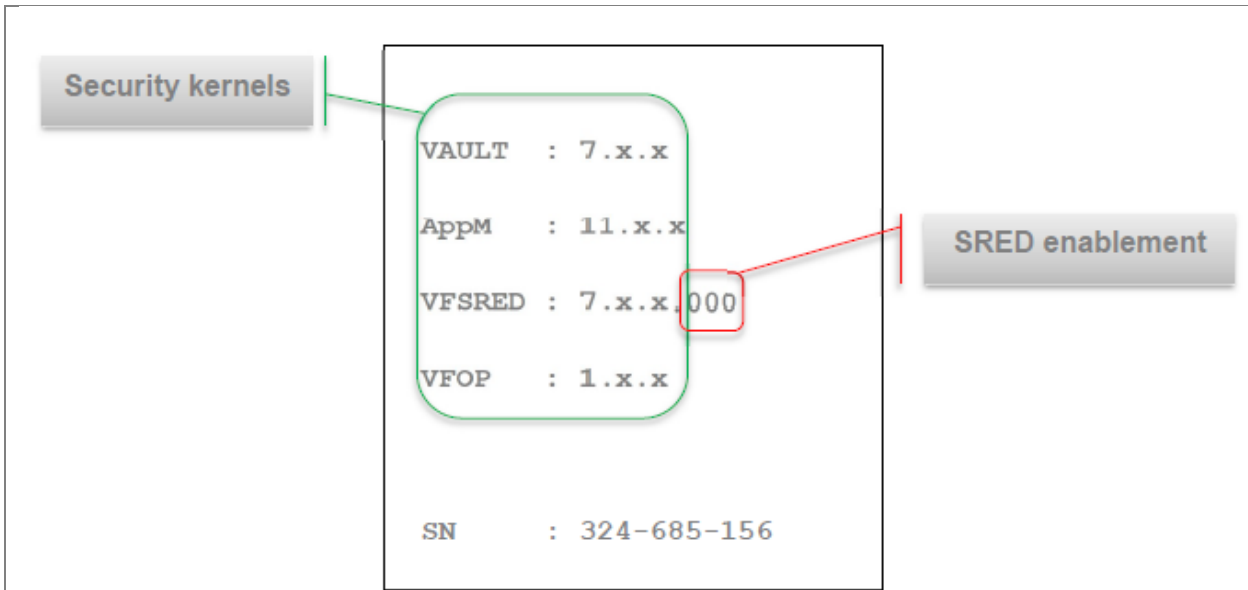 Security kernels
VAULT : 7.x.x
AppM : 11.x.x
SRED enablement
VFSRED : 7.x.x.000
VFOP : 1.x.x
SN : 324-685-156